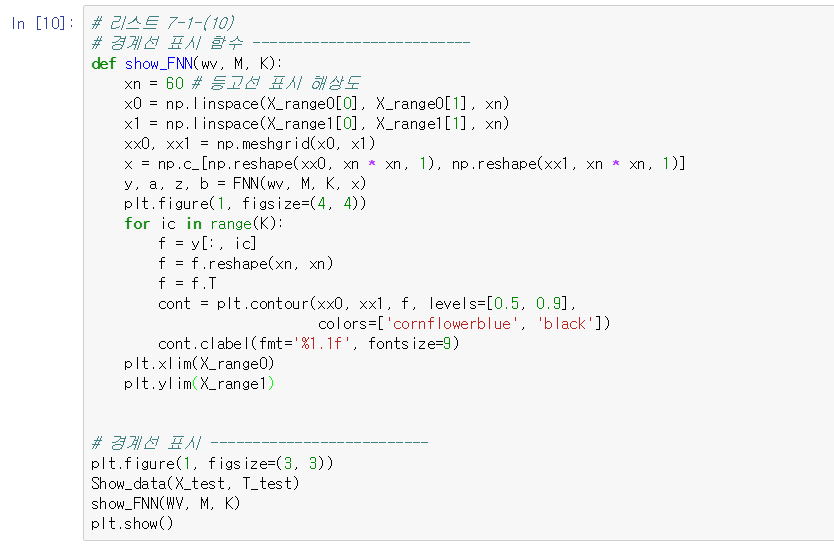 In [10]:
# 리스트 7-1-(10)
# 경계선 표시 함수 --------------------------
def show_FNN(wv, M, K):
    xn = 60 # 등고선 표시 해상도
    x0 = np.linspace(X_range0[0], X_range0[1], xn)
    x1 = np.linspace(X_range1[0], X_range1[1], xn)
    xx0, xx1 = np.meshgrid(x0, x1)
    x = np.c_[np.reshape(xx0, xn * xn, 1), np.reshape(xx1, xn * xn, 1)]
    y, a, z, b = FNN(wv, M, K, x)
    plt.figure(1, figsize=(4, 4))
    for ic in range(K):
        f = y[:, ic]
        f = f.reshape(xn, xn)
        f = f.T
        cont = plt.contour(xx0, xx1, f, levels=[0.5, 0.9],
                           colors=['cornflowerblue', 'black'])
        cont.clabel(fmt='%1.1f', fontsize=9)
    plt.xlim(X_range0)
    plt.ylim(X_range1)
# 경계선 표시 --------------------------
plt.figure(1, figsize=(3, 3))
Show_data(X_test, T_test)
show_FNN(WV, M, K)
plt.show()